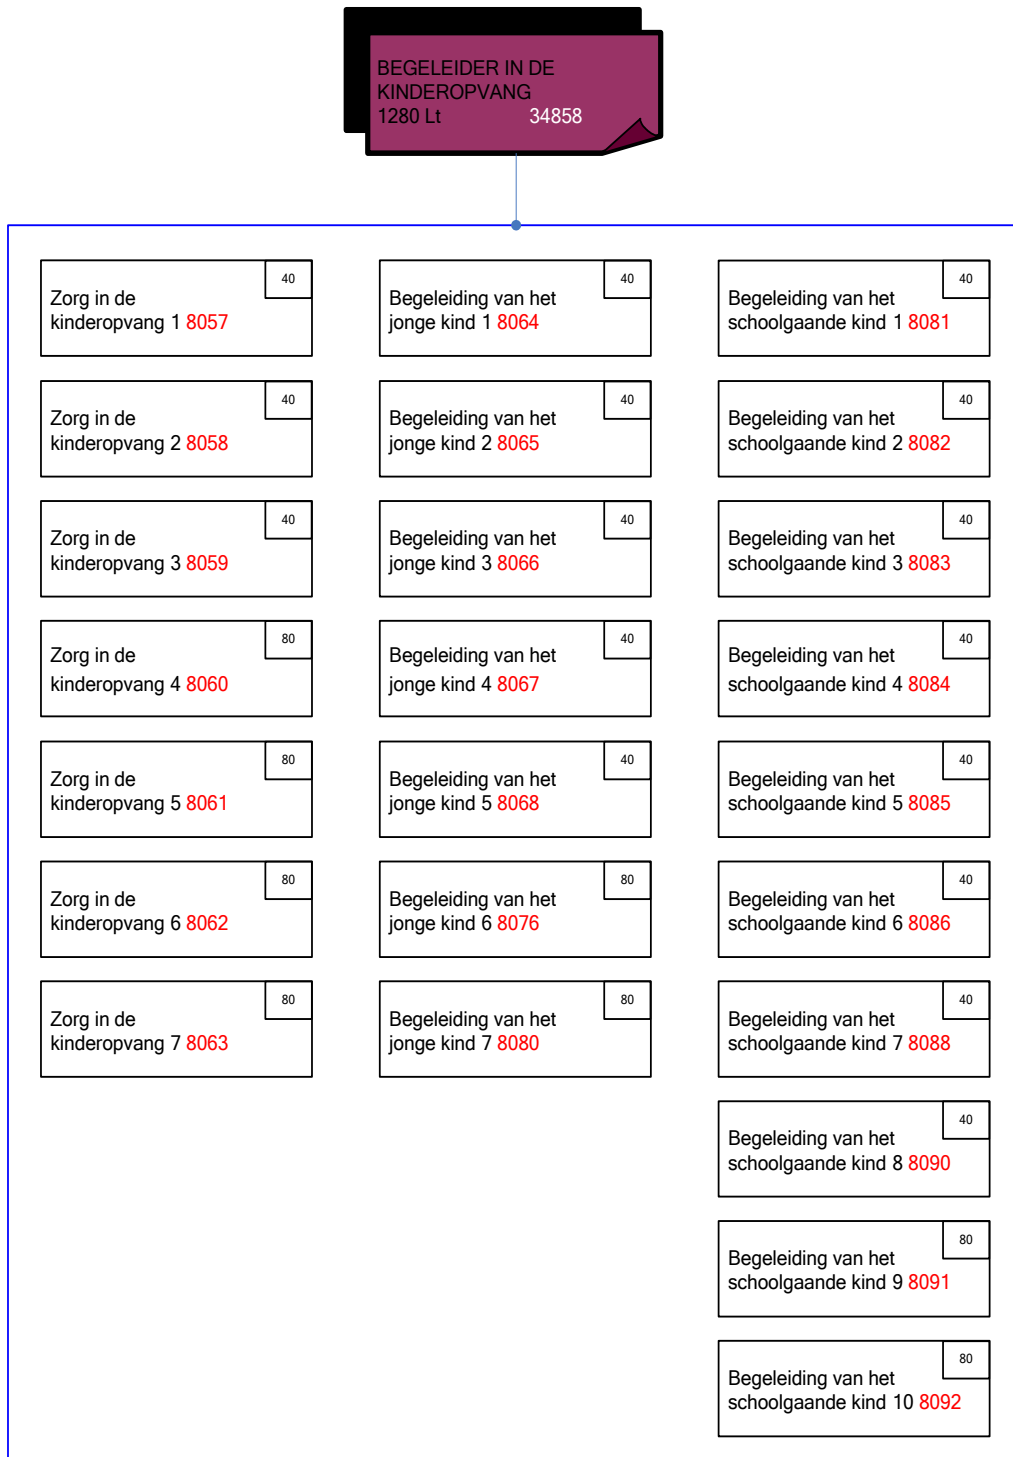 BEGELEIDER IN DE
KINDEROPVANG
1280 Lt 34858
40
Zorg in de
kinderopvang 1 8057
40
Begeleiding van het
jonge kind 1 8064
40
Begeleiding van het
schoolgaande kind 1 8081
40
Zorg in de
kinderopvang 2 8058
40
Begeleiding van het
jonge kind 2 8065
40
Begeleiding van het
schoolgaande kind 2 8082
40
Zorg in de
kinderopvang 3 8059
40
Begeleiding van het
jonge kind 3 8066
40
Begeleiding van het
schoolgaande kind 3 8083
80
Zorg in de
kinderopvang 4 8060
40
Begeleiding van het
jonge kind 4 8067
40
Begeleiding van het
schoolgaande kind 4 8084
80
Zorg in de
kinderopvang 5 8061
40
Begeleiding van het
jonge kind 5 8068
40
Begeleiding van het
schoolgaande kind 5 8085
80
Zorg in de
kinderopvang 6 8062
80
Begeleiding van het
jonge kind 6 8076
40
Begeleiding van het
schoolgaande kind 6 8086
80
Zorg in de
kinderopvang 7 8063
80
Begeleiding van het
jonge kind 7 8080
40
Begeleiding van het
schoolgaande kind 7 8088
40
Begeleiding van het
schoolgaande kind 8 8090
80
Begeleiding van het
schoolgaande kind 9 8091
80
Begeleiding van het
schoolgaande kind 10 8092